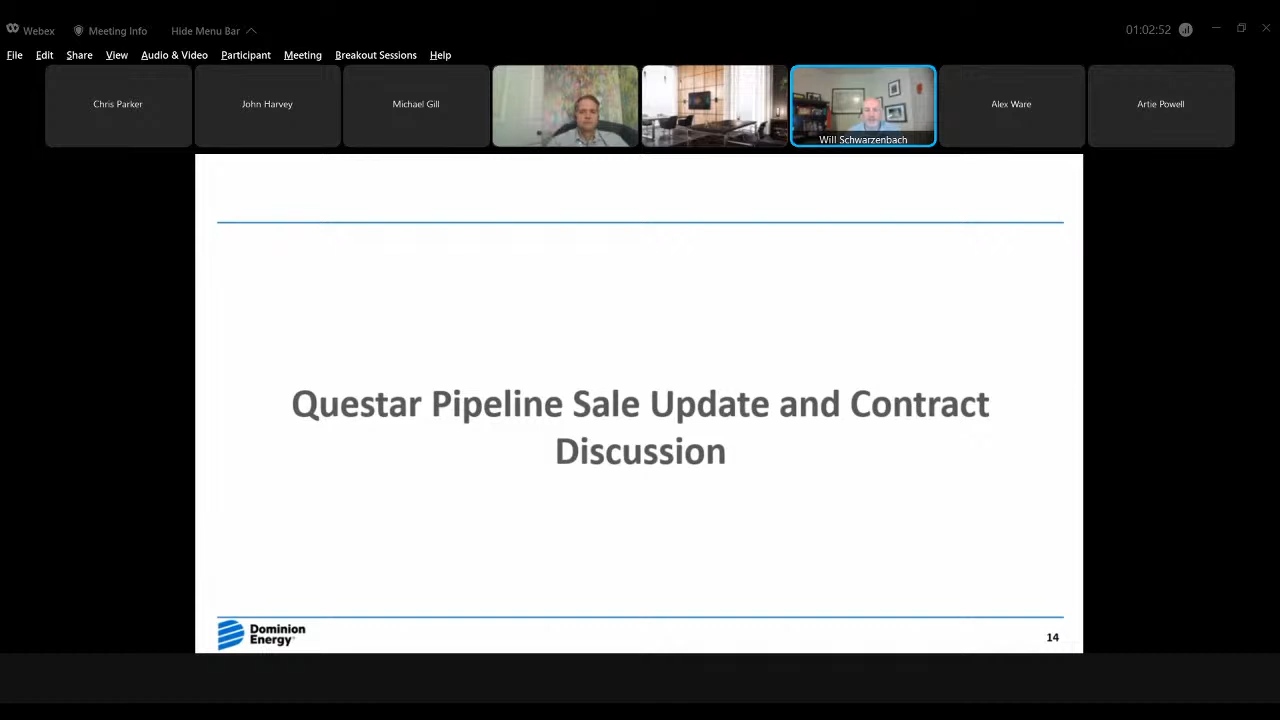 Webex
Meeting Info
Hide Menu Bar
01:02:52
File Edit Share View Audio & Video Participant Meeting Breakout Sessions Help
Chris Parker
John Harvey
Michael Gill
Will Schwarzenbach
Alex Ware
Artie Powell
Questar Pipeline Sale Update and Contract
Discussion
Dominion
Energy
14